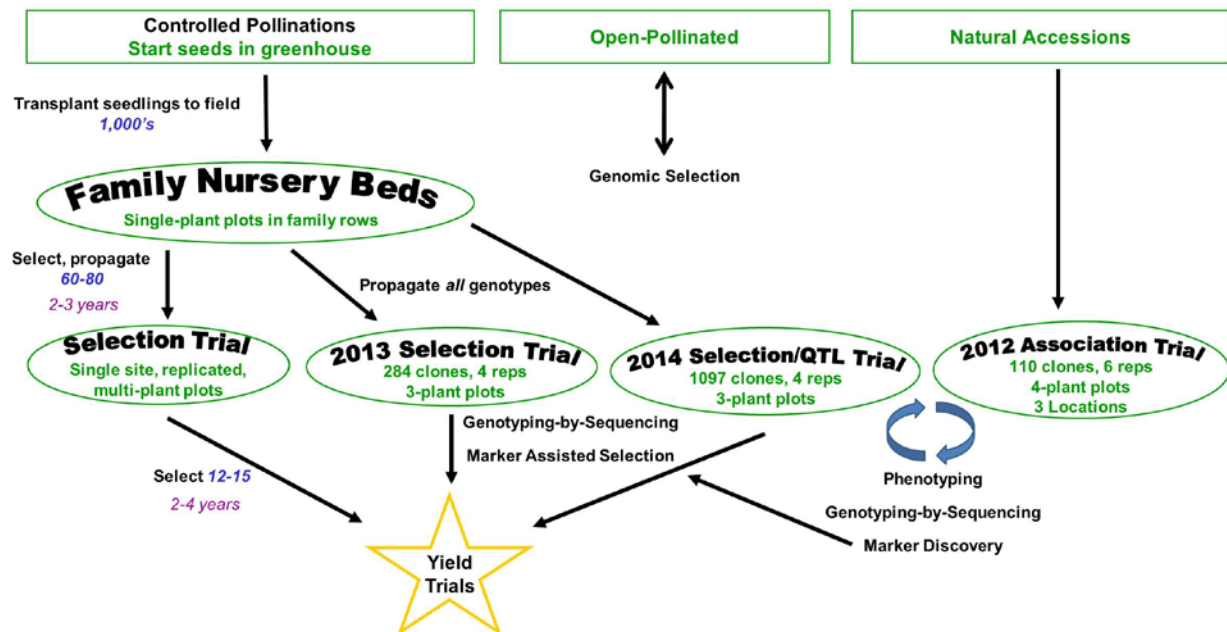 Controlled Pollinations
Start seeds in greenhouse
Open-Pollinated
Natural Accessions
Transplant seedlings to field
1,000's
Genomic Selection
Family Nursery Beds
Single-plant plots in family rows
Select, propagate
60-80
2-3 years
Propagate all genotypes
Selection Trial
Single site, replicated,
multi-plant plots
2013 Selection Trial
284 clones, 4 reps
3-plant plots
2014 Selection/QTL Trial
1097 clones, 4 reps
3-plant plots
2012 Association Trial
110 clones, 6 reps
4-plant plots
3 Locations
Genotyping-by-Sequencing
Marker Assisted Selection
Select 12-15
2-4 years
Phenotyping
Genotyping-by-Sequencing
Marker Discovery
Yield
Trials